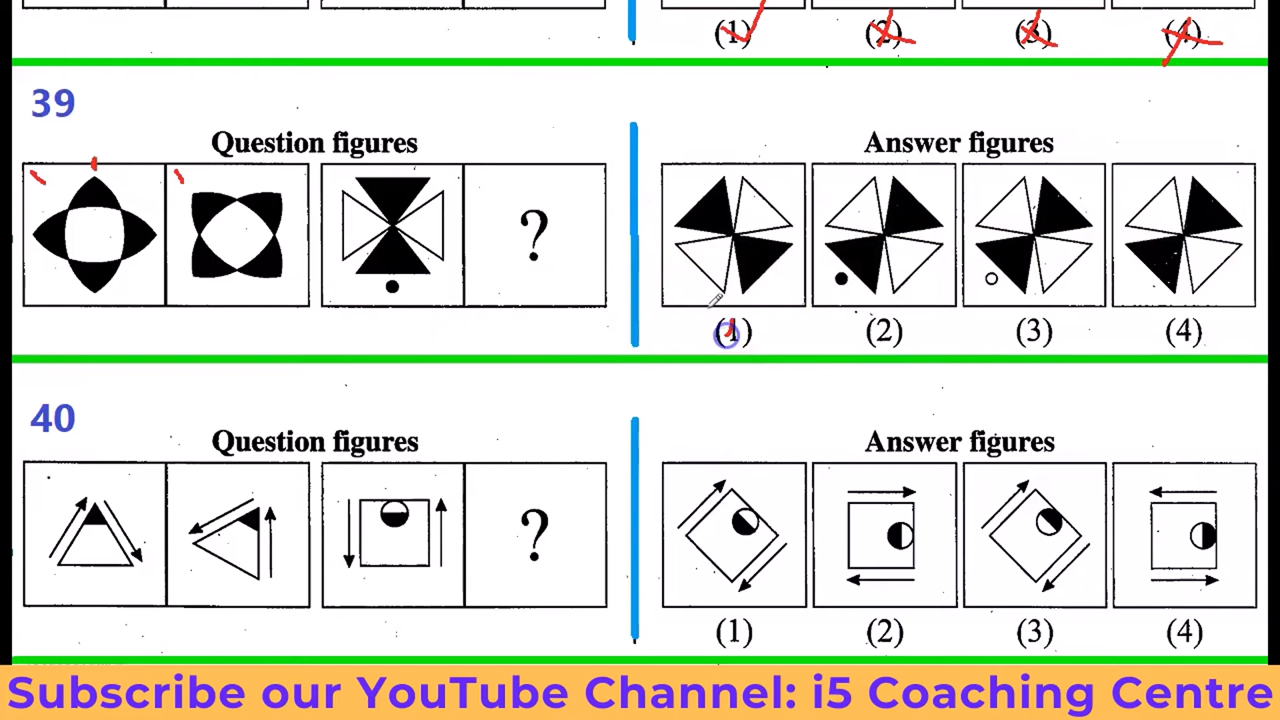 (1) (2) (3) (4)
39
Question figures Answer figures
?
(1) (2) (3) (4)
40
Question figures Answer figures
?
(1) (2) (3) (4)
Subscribe our YouTube Channel: i5 Coaching Centre